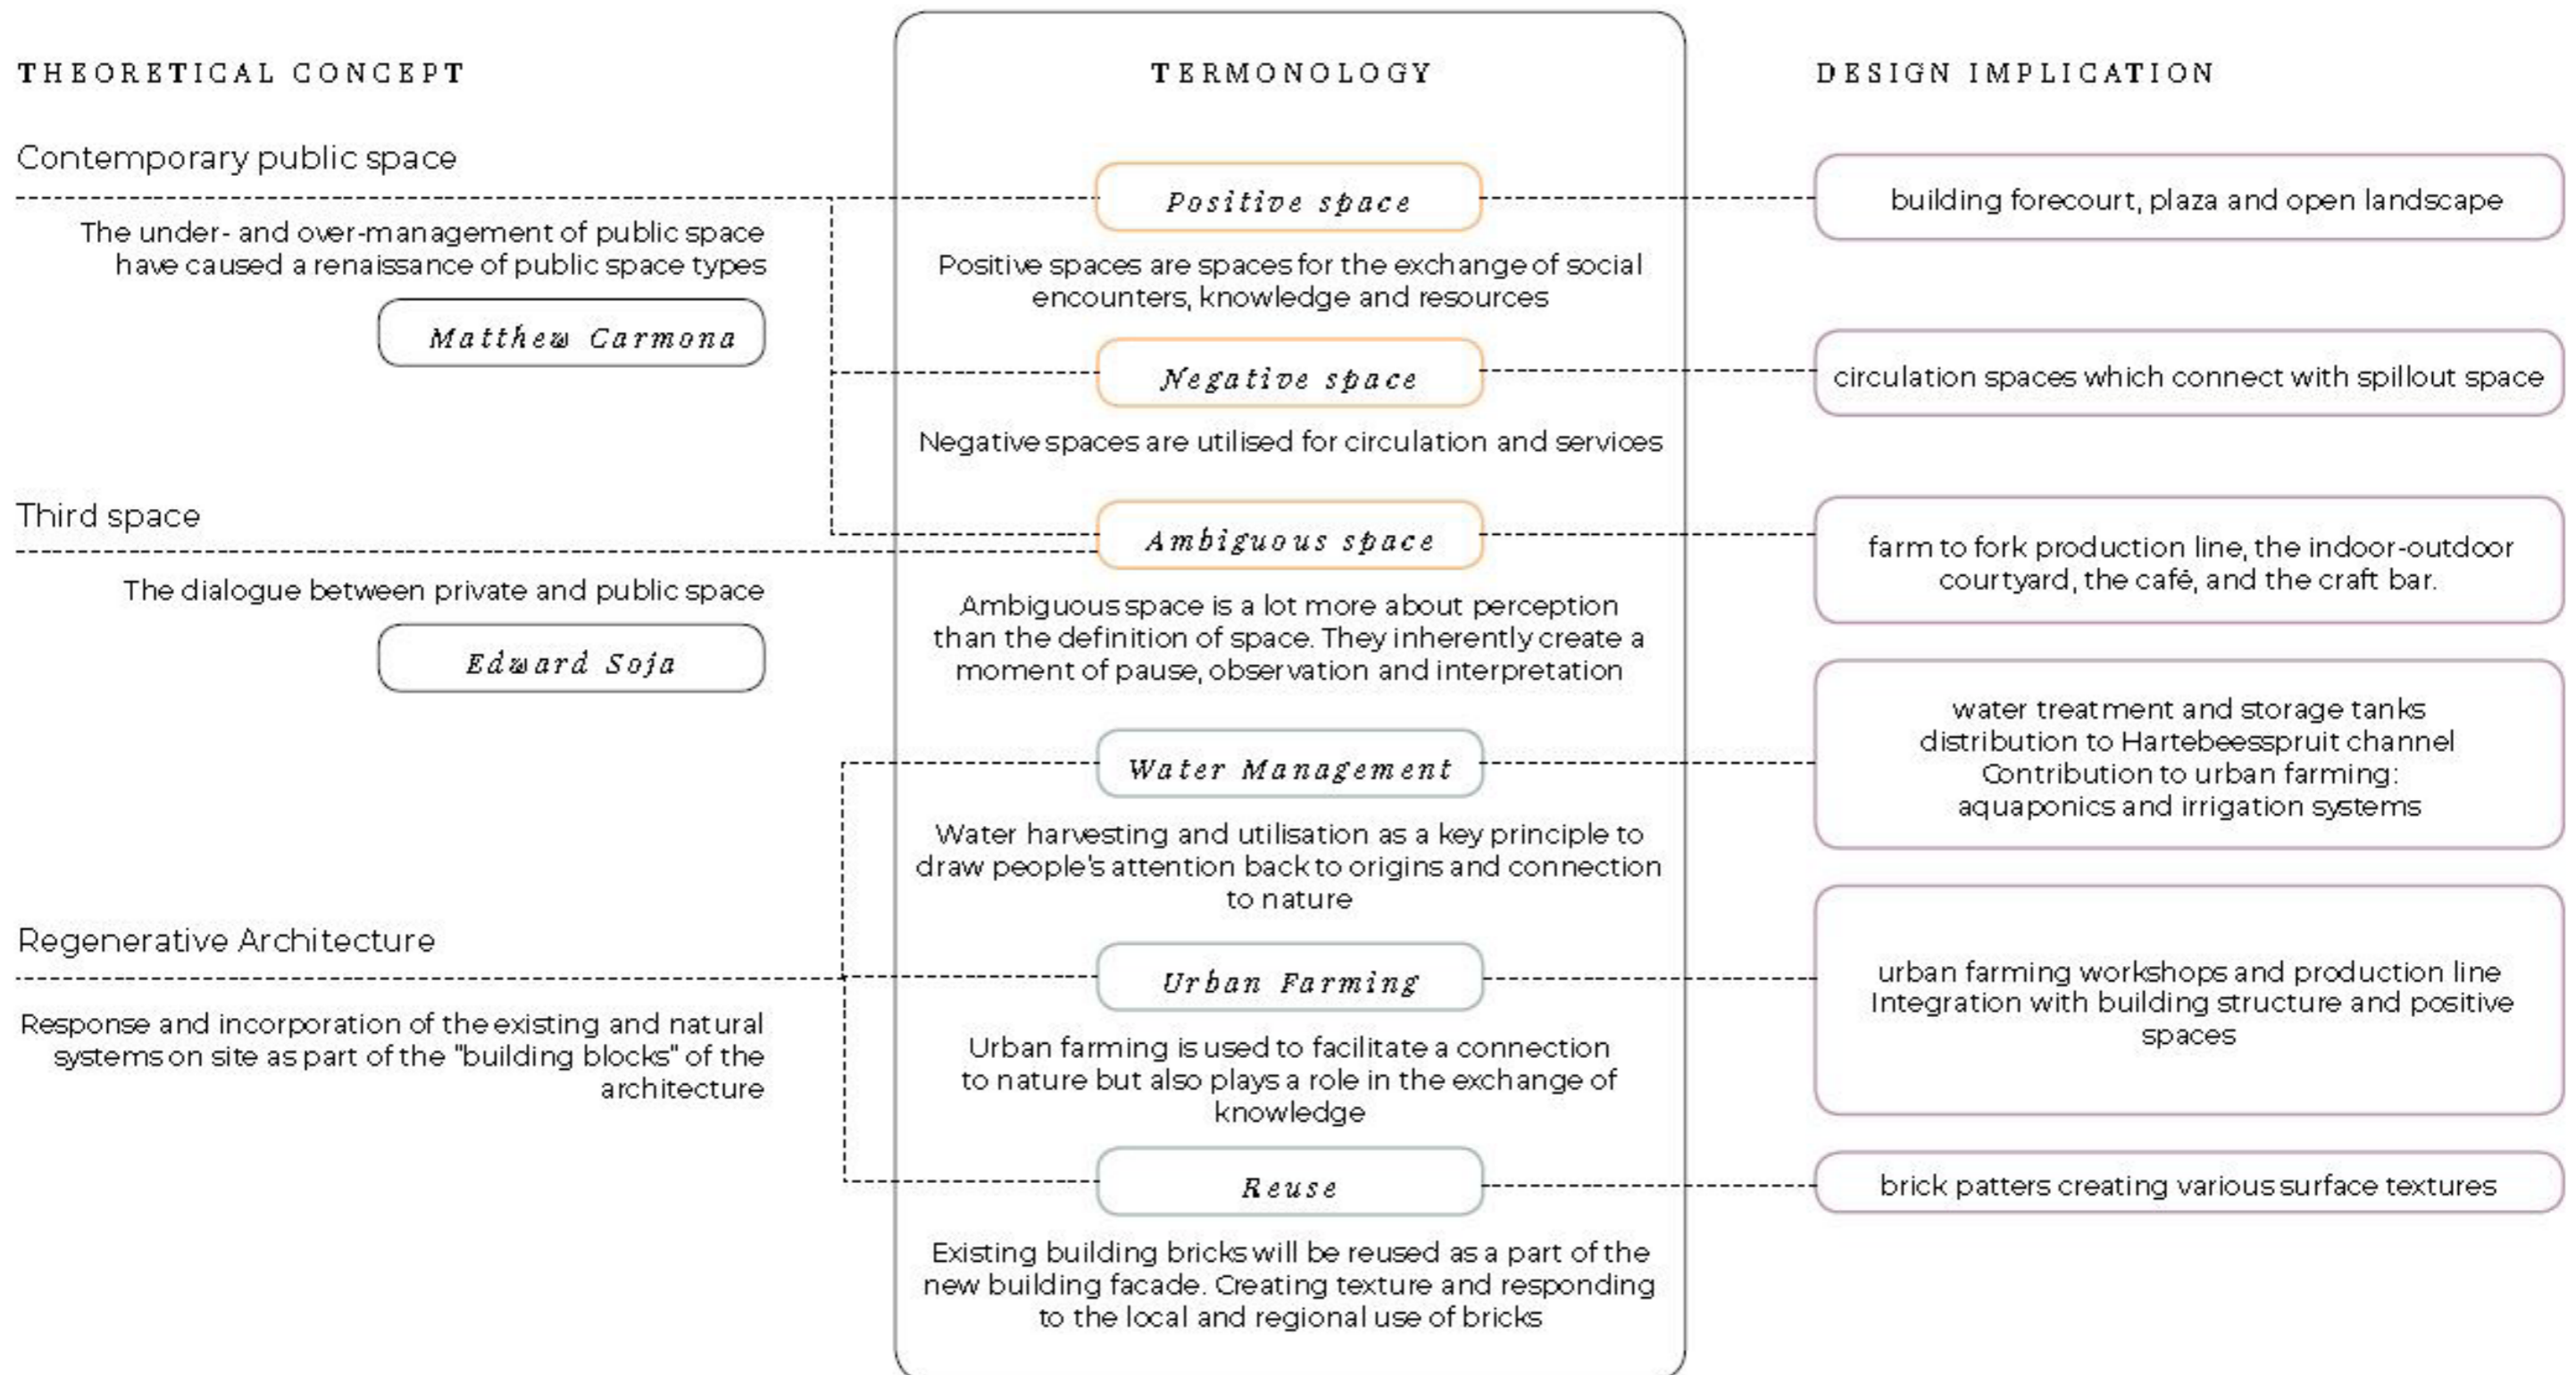 THEORETICAL CONCEPT
Contemporary public space
The under- and over-management of public space
have caused a renaissance of public space types
Matthew Carmona
Third space
The dialogue between private and public space
Edward Soja
Regenerative Architecture
Response and incorporation of the existing and natural
systems on site as part of the "building blocks" of the
architecture
TERMONOLOGY
Positive space
Positive spaces are spaces for the exchange of social
encounters, knowledge and resources
Negative space
Negative spaces are utilised for circulation and services
Ambiguous space
Ambiguous space is a lot more about perception
than the definition of space. They inherently create a
moment of pause, observation and interpretation
Water Management
Water harvesting and utilisation as a key principle to
draw people's attention back to origins and connection
to nature
Urban Farming
Urban farming is used to facilitate a connection
to nature but also plays a role in the exchange of
knowledge
Reuse
Existing building bricks will be reused as a part of the
new building facade. Creating texture and responding
to the local and regional use of bricks
DESIGN IMPLICATION
building forecourt, plaza and open landscape
circulation spaces which connect with spillout space
farm to fork production line, the indoor-outdoor
courtyard, the café, and the craft bar.
water treatment and storage tanks
distribution to Hartebeesspruit channel
Contribution to urban farming:
aquaponics and irrigation systems
urban farming workshops and production line
Integration with building structure and positive
spaces
brick patters creating various surface textures